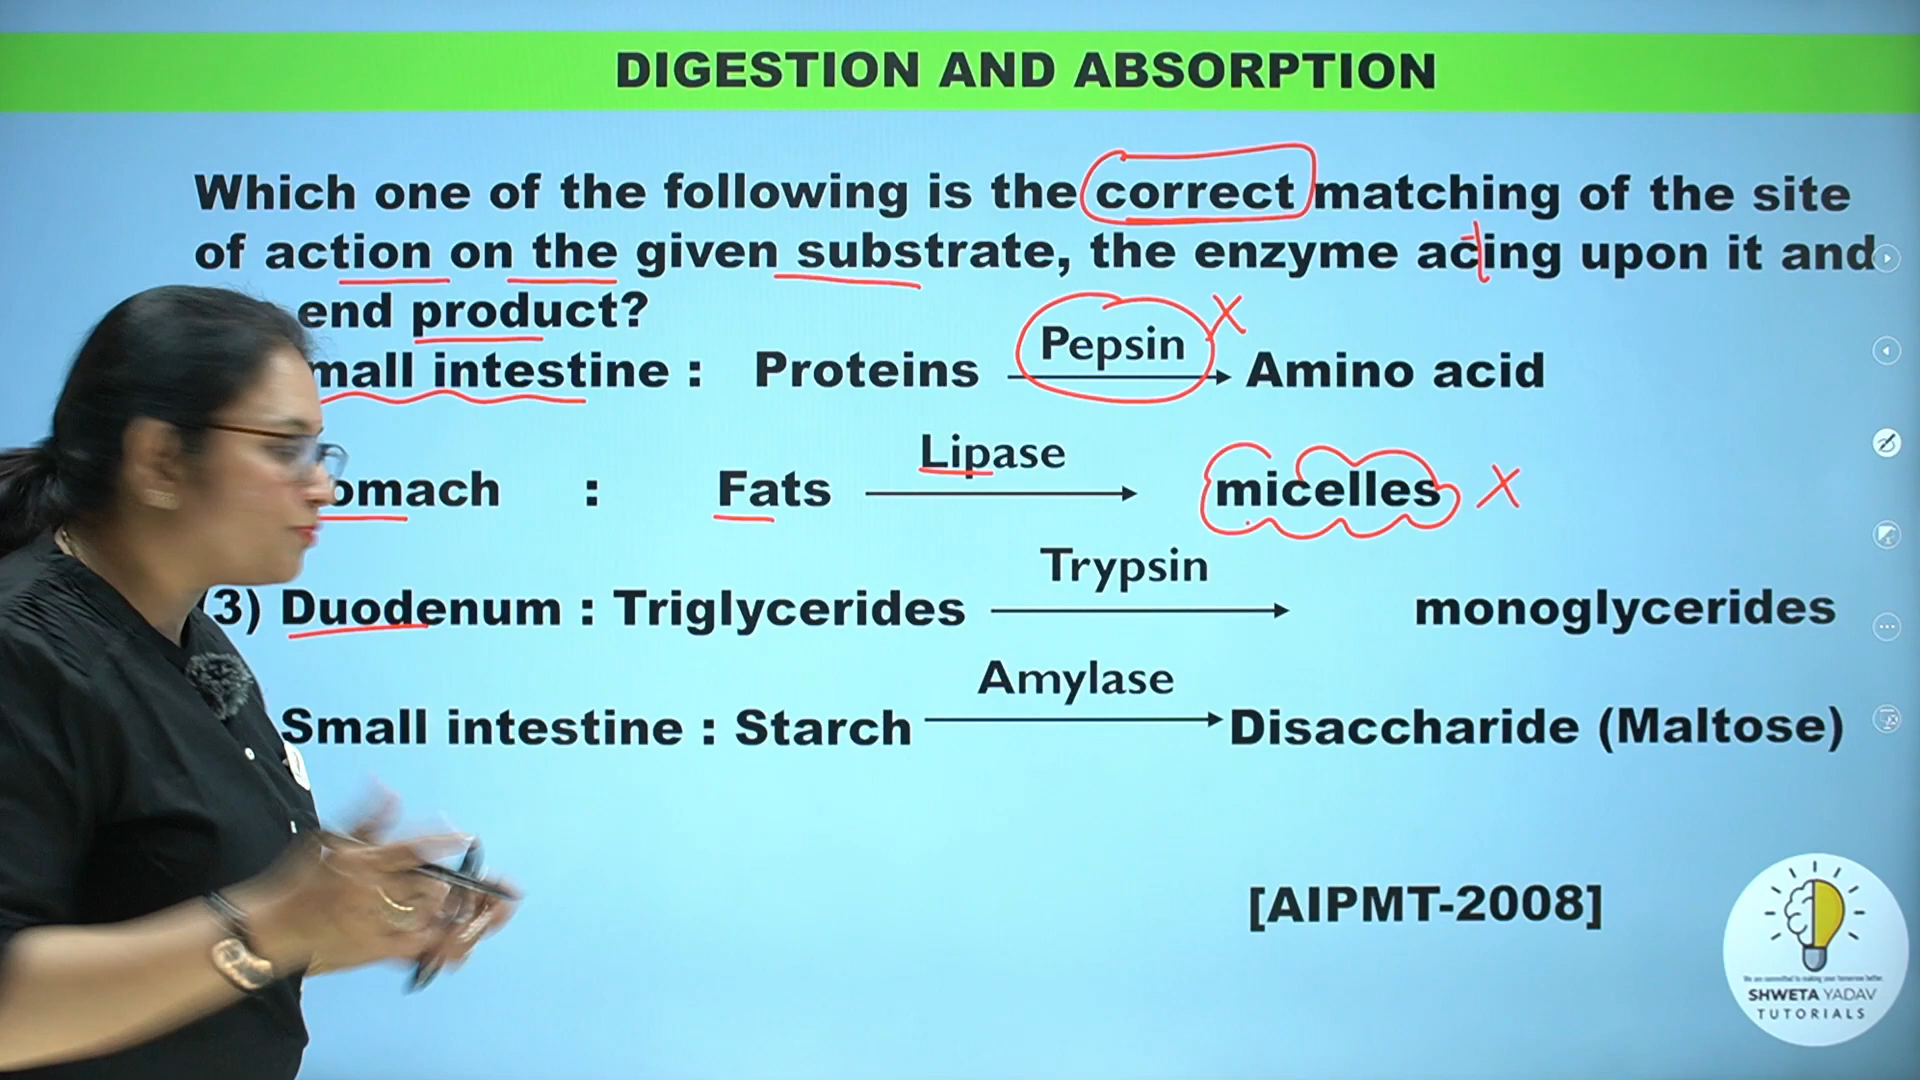 DIGESTION AND ABSORPTION
Which one of the following is the correct matching of the site
of action on the given substrate, the enzyme acing upon it and
end product?
mall intestine : Proteins Pepsin Amino acid
omach : Fats Lipase micelles
(3) Duodenum : Triglycerides Trypsin monoglycerides
Small intestine : Starch Amylase Disaccharide (Maltose)
[AIPMT-2008]
SHWETA YADAV
TUTORIALS